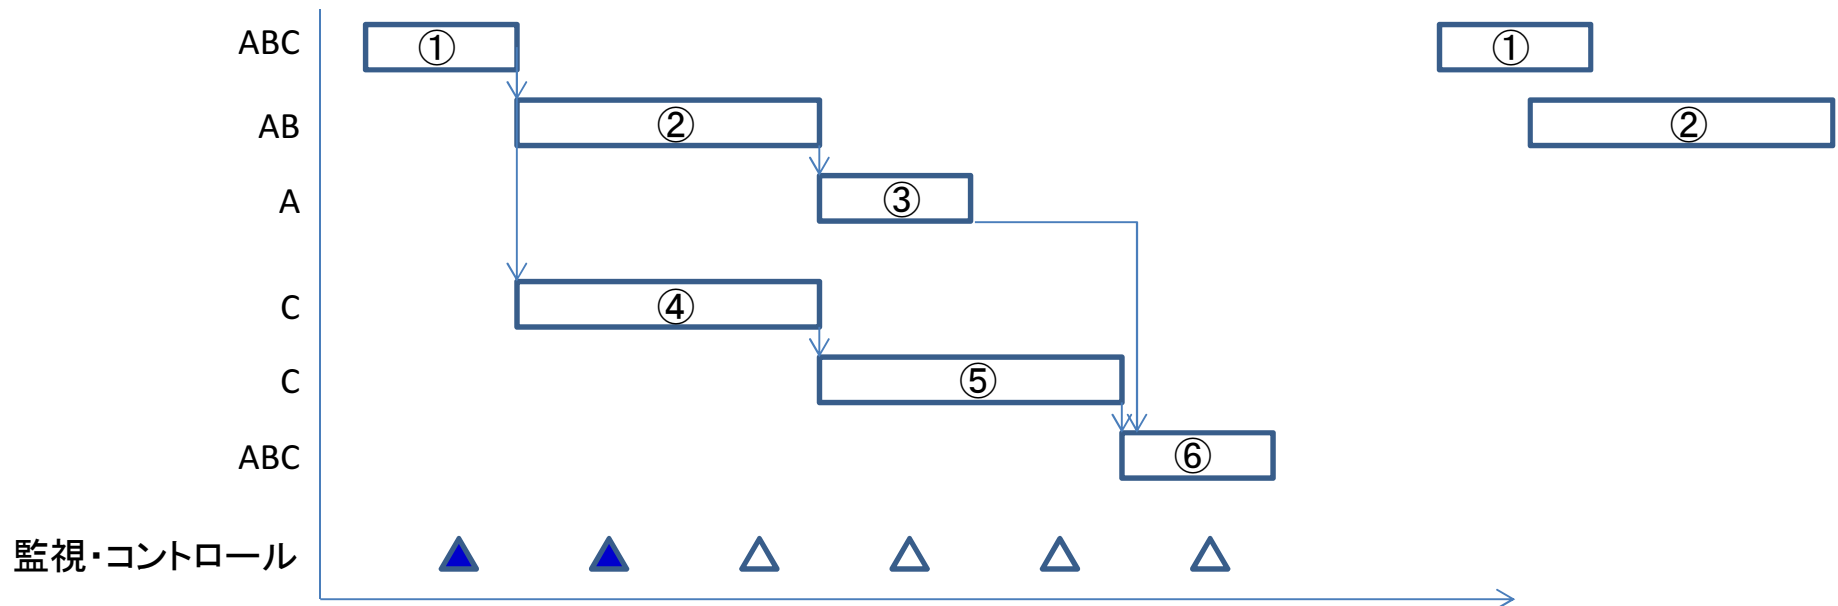 ABC ① ①
AB ② ②
A ③
C ④
C ⑤
ABC ⑥
監視・コントロール